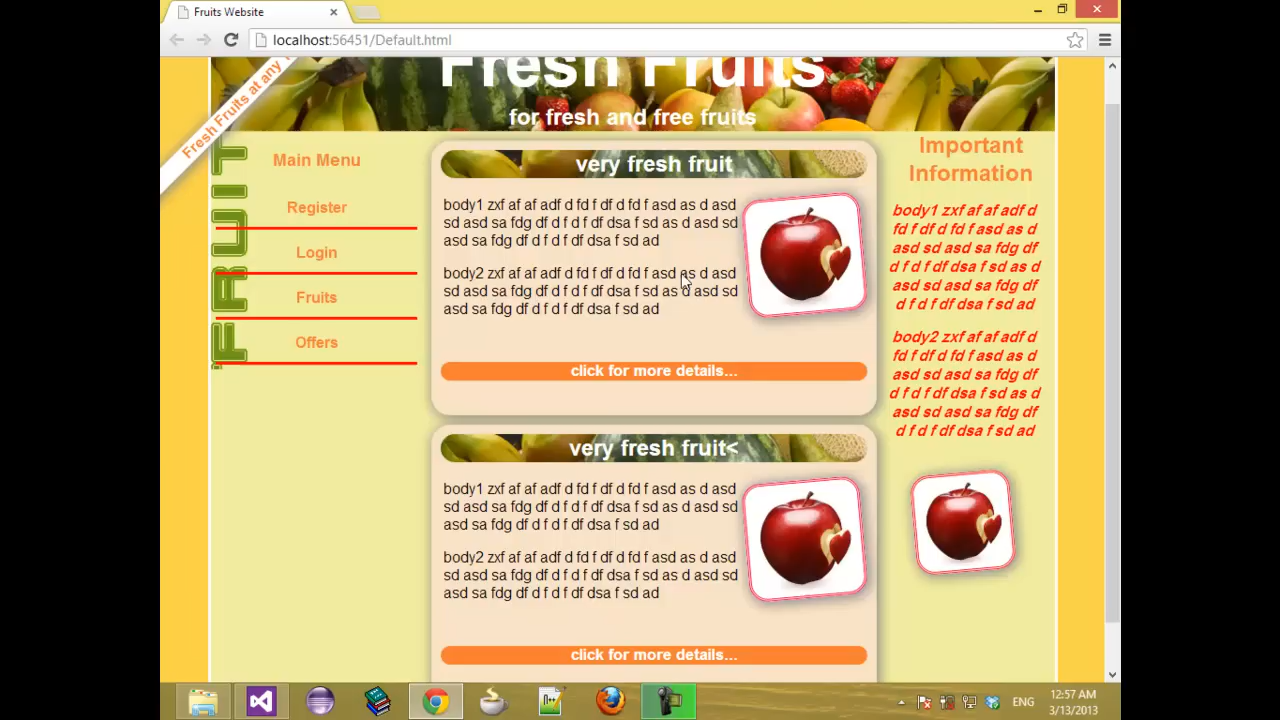 Fruits Website
localhost:56451/Default.html
Fresh Fruits at any
Fresh Fruits
for fresh and free fruits
FRUIT
Main Menu
Register
Login
Fruits
Offers
very fresh fruit
body1 zxf af af adf d fd f df d fd f asd as d asd
sd asd sa fdg df d f d f df dsa f sd as d asd sd
asd sa fdg df d f d f df dsa f sd ad
body2 zxf af af adf d fd f df d fd f asd as d asd
sd asd sa fdg df d f d f df dsa f sd as d asd sd
asd sa fdg df d f d f df dsa f sd ad
click for more details...
very fresh fruit<
body1 zxf af af adf d fd f df d fd f asd as d asd
sd asd sa fdg df d f d f df dsa f sd as d asd sd
asd sa fdg df d f d f df dsa f sd ad
body2 zxf af af adf d fd f df d fd f asd as d asd
sd asd sa fdg df d f d f df dsa f sd as d asd sd
asd sa fdg df d f d f df dsa f sd ad
click for more details...
Important
Information
body1 zxf af af adf d
fd f df d fd f asd as d
asd sd asd sa fdg df
d f d f df dsa f sd as d
asd sd asd sa fdg df
d f d f df dsa f sd ad
body2 zxf af af adf d
fd f df d fd f asd as d
asd sd asd sa fdg df
d f d f df dsa f sd as d
asd sd asd sa fdg df
d f d f df dsa f sd ad
ENG
12:57 AM
3/13/2013